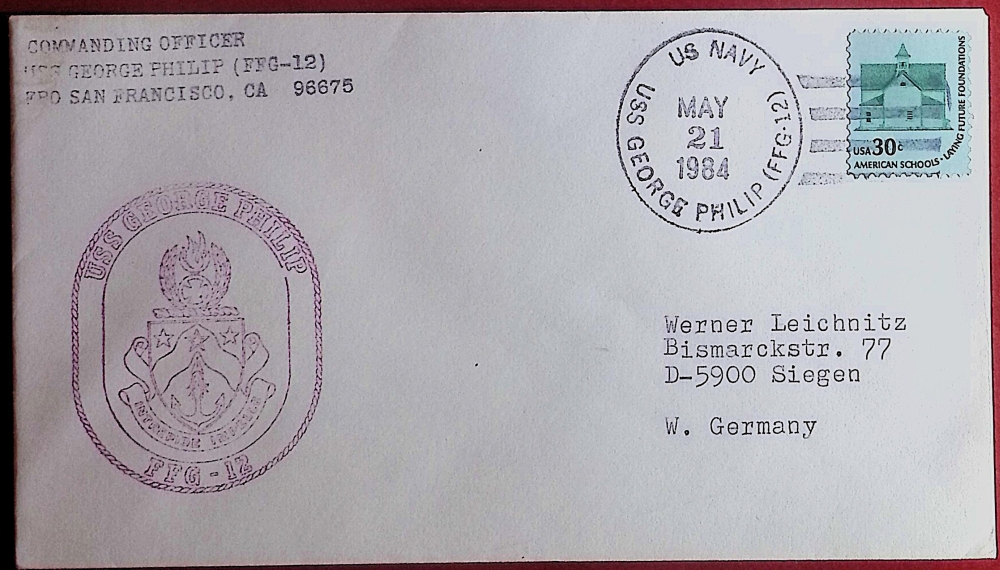 COMMANDING OFFICER
USS GEORGE PHILIP (FFG-12)
FPO SAN FRANCISCO, CA 96675
US NAVY
MAY
21
1984
USS GEORGE PHILIP (FFG-12)
USA 30c
AMERICAN SCHOOLS · LAYING FUTURE FOUNDATIONS
USS GEORGE PHILIP
INTREPIDE IMPELLE
FFG-12
Werner Leichnitz
Bismarckstr. 77
D-5900 Siegen
W. Germany